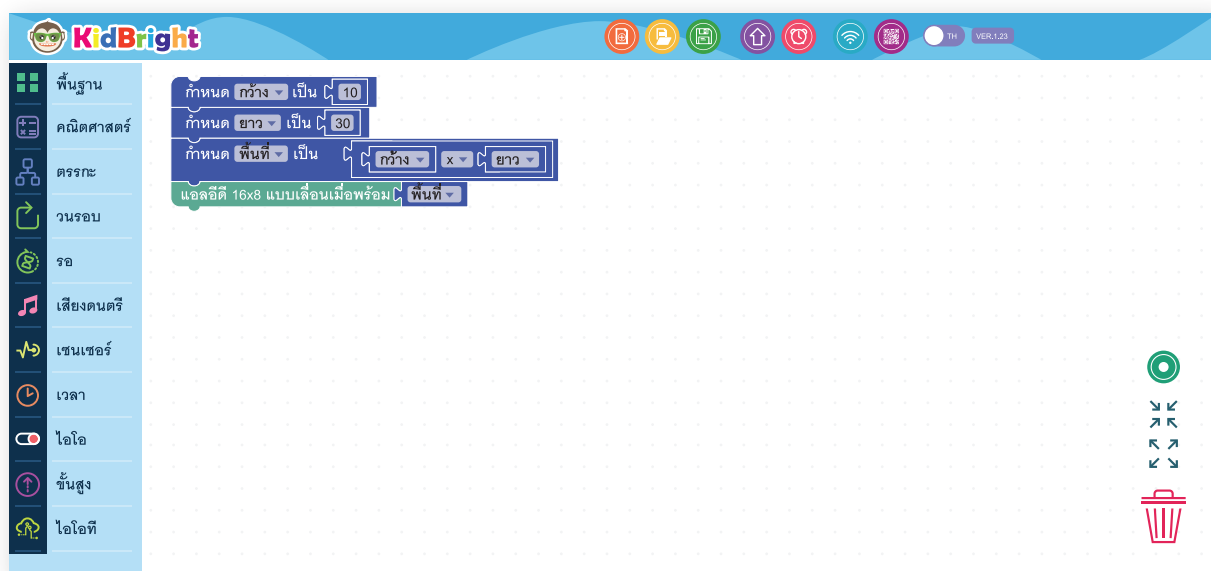 KidBright
TH
VER.1.23
พื้นฐาน
คณิตศาสตร์
ตรรกะ
วนรอบ
รอ
เสียงดนตรี
เซนเซอร์
เวลา
ไอโอ
ขั้นสูง
ไอโอที
กำหนด กว้าง เป็น 10
กำหนด ยาว เป็น 30
กำหนด พื้นที่ เป็น กว้าง x ยาว
แอลอีดี 16x8 แบบเลื่อนเมื่อพร้อม พื้นที่